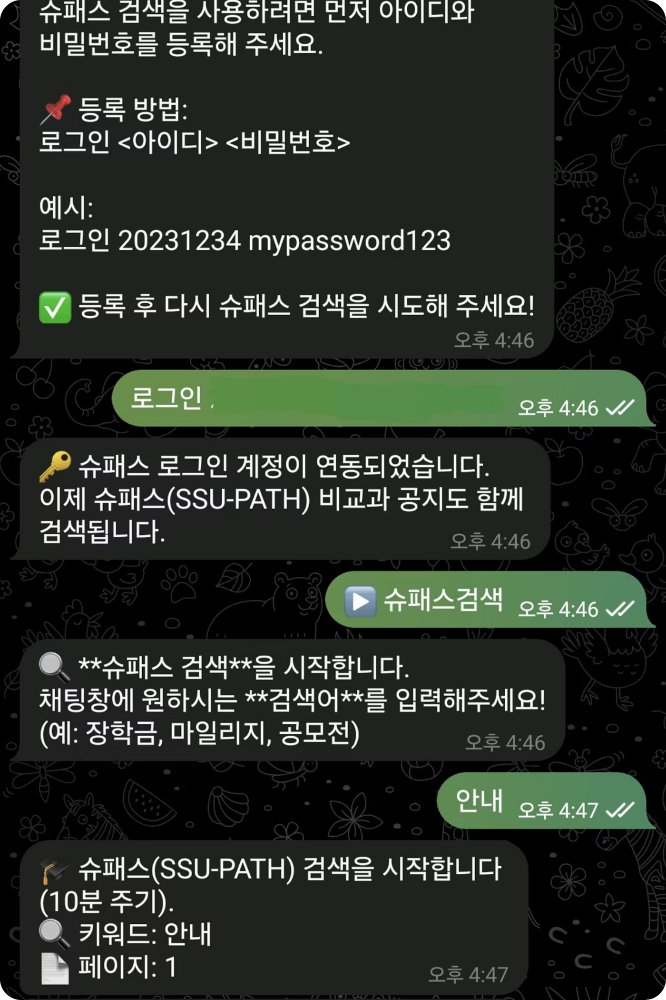 슈패스 검색을 사용하려면 먼저 아이디와
비밀번호를 등록해 주세요.
📌 등록 방법:
로그인 <아이디> <비밀번호>
예시:
로그인 20231234 mypassword123
✅ 등록 후 다시 슈패스 검색을 시도해 주세요!
오후 4:46
로그인
오후 4:46
🔑 슈패스 로그인 계정이 연동되었습니다.
이제 슈패스(SSU-PATH) 비교과 공지도 함께
검색됩니다.
오후 4:46
▶️ 슈패스검색
오후 4:46
🔍 **슈패스 검색**을 시작합니다.
채팅창에 원하시는 **검색어**를 입력해주세요!
(예: 장학금, 마일리지, 공모전)
오후 4:46
안내
오후 4:47
🎓 슈패스(SSU-PATH) 검색을 시작합니다
(10분 주기).
🔍 키워드: 안내
📄 페이지: 1
오후 4:47